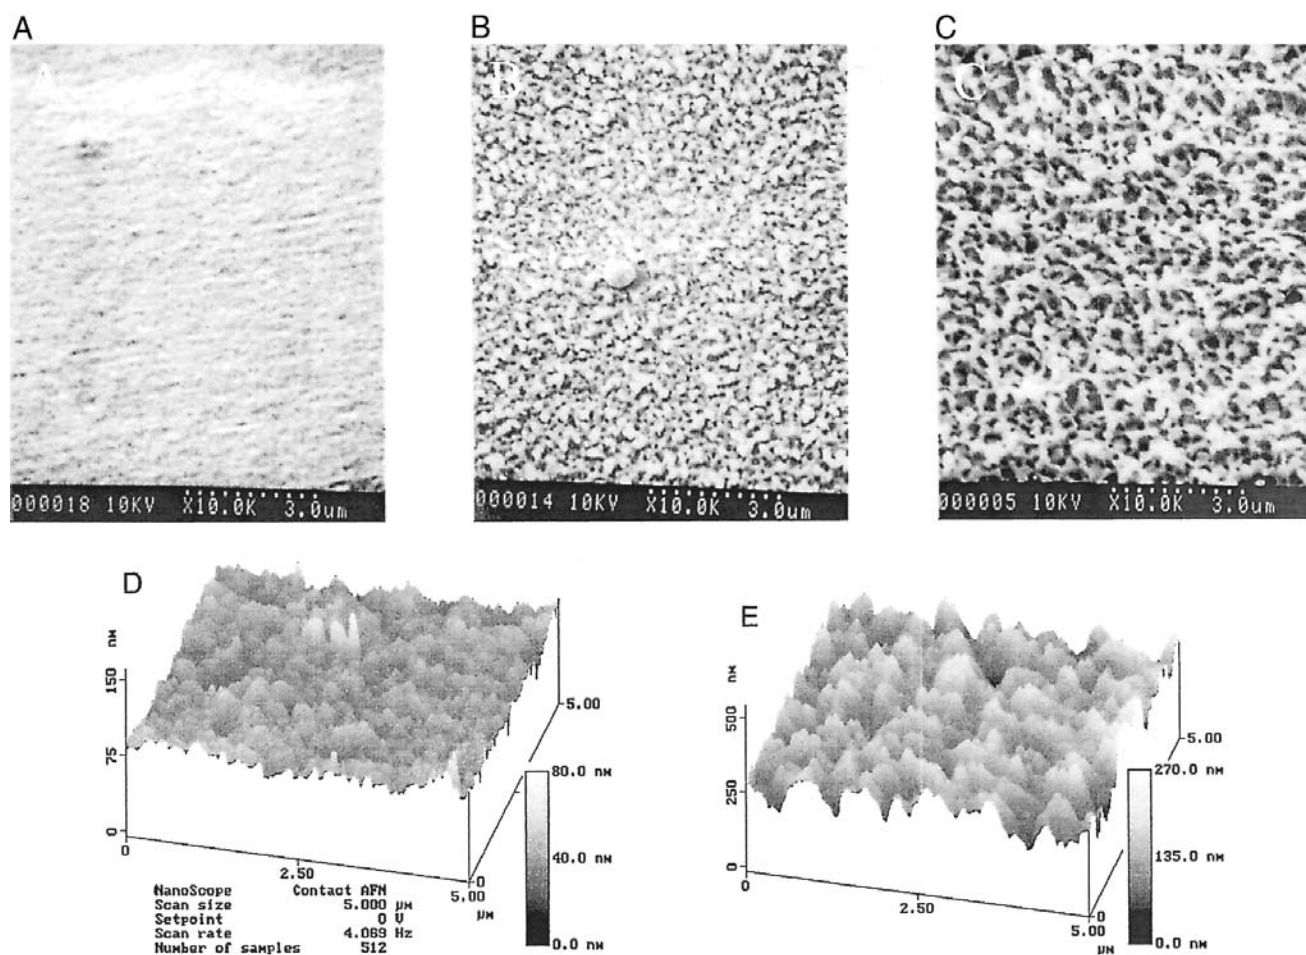 A
B
C
A
B
C
000018 10KV X10.0K 3.0um
000014 10KV X10.0K 3.0um
000005 10KV X10.0K 3.0um
D
nM
150
75
0
0
2.50
5.00
μM
0
5.00
80.0 nM
40.0 nM
0.0 nM
NanoScope Contact AFM
Scan size 5.000 μm
Setpoint 0 V
Scan rate 4.069 Hz
Number of samples 512
E
nM
500
250
0
0
2.50
5.00
μM
0
5.00
270.0 nM
135.0 nM
0.0 nM